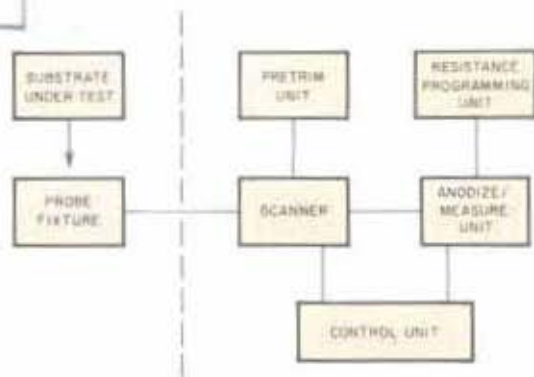 SUBSTRATE
UNDER TEST
PRETRIM
UNIT
RESISTANCE
PROGRAMMING
UNIT
PROBE
FIXTURE
SCANNER
ANODIZE/
MEASURE
UNIT
CONTROL UNIT